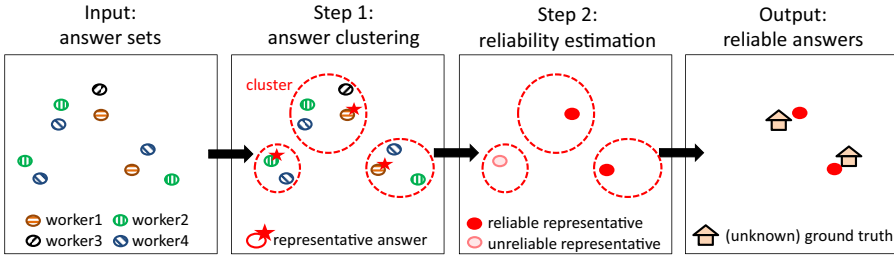 Input:
answer sets
Step 1:
answer clustering
Step 2:
reliability estimation
Output:
reliable answers
cluster
worker1
worker2
worker3
worker4
representative answer
reliable representative
unreliable representative
(unknown) ground truth